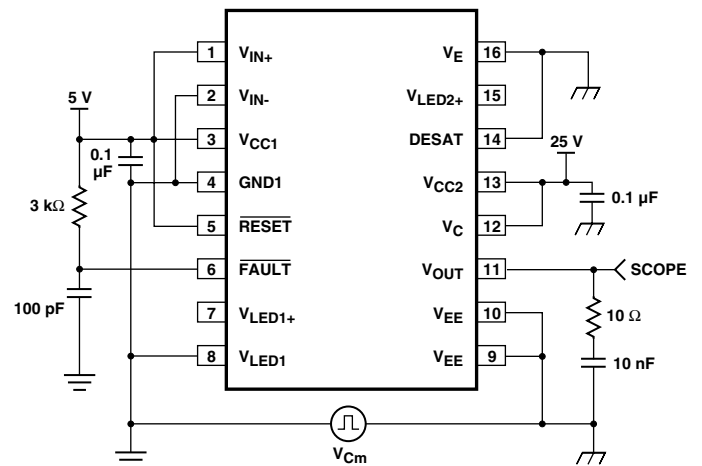 1 V_IN+ V_E 16
2 V_IN- V_LED2+ 15
5 V
3 V_CC1 DESAT 14
0.1 µF
25 V
4 GND1 V_CC2 13
3 kΩ
0.1 µF
5 RESET V_C 12
6 FAULT V_OUT 11 SCOPE
100 pF
7 V_LED1+ V_EE 10
10 Ω
8 V_LED1 V_EE 9
10 nF
V_Cm